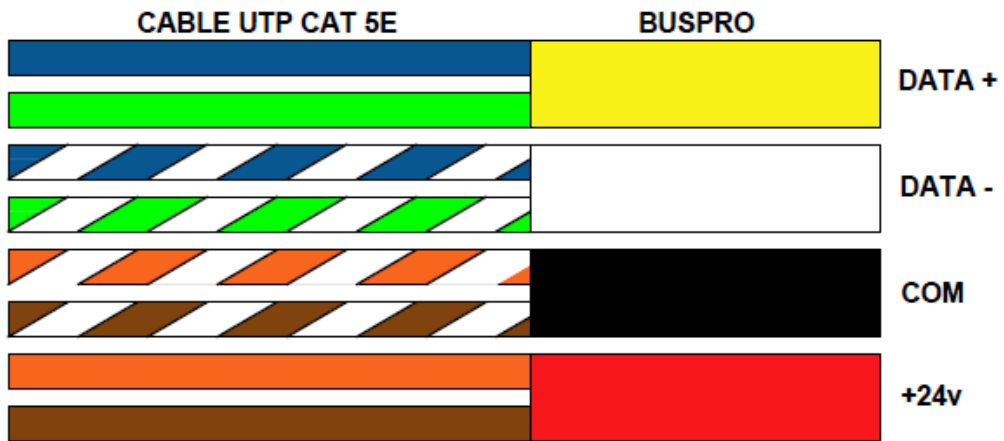 CABLE UTP CAT 5E BUSPRO
DATA +
DATA -
COM
+24v